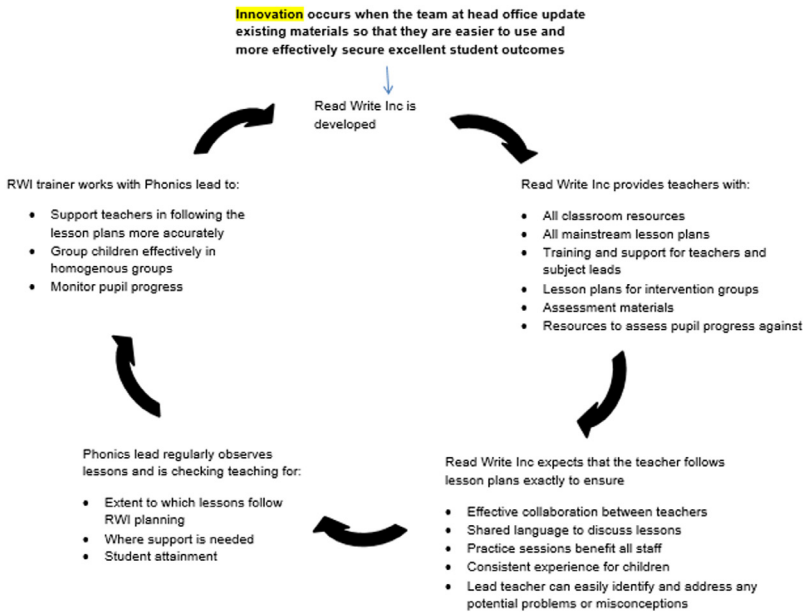 Innovation occurs when the team at head office update
existing materials so that they are easier to use and
more effectively secure excellent student outcomes
Read Write Inc is
developed
Read Write Inc provides teachers with:
• All classroom resources
• All mainstream lesson plans
• Training and support for teachers and
subject leads
• Lesson plans for intervention groups
• Assessment materials
• Resources to assess pupil progress against
Read Write Inc expects that the teacher follows
lesson plans exactly to ensure
• Effective collaboration between teachers
• Shared language to discuss lessons
• Practice sessions benefit all staff
• Consistent experience for children
• Lead teacher can easily identify and address any
potential problems or misconceptions
Phonics lead regularly observes
lessons and is checking teaching for:
• Extent to which lessons follow
RWI planning
• Where support is needed
• Student attainment
RWI trainer works with Phonics lead to:
• Support teachers in following the
lesson plans more accurately
• Group children effectively in
homogenous groups
• Monitor pupil progress